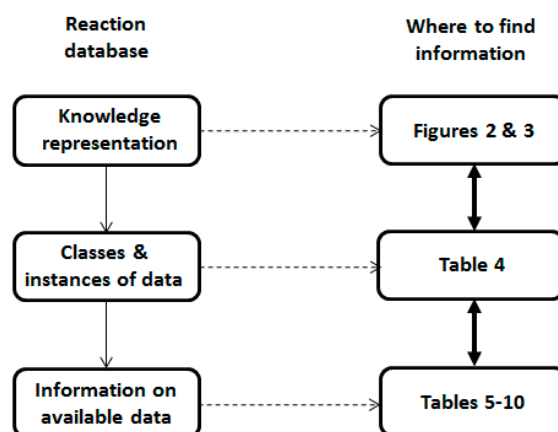 Reaction
database
Where to find
information
Knowledge
representation
Figures 2 & 3
Classes &
instances of data
Table 4
Information on
available data
Tables 5-10